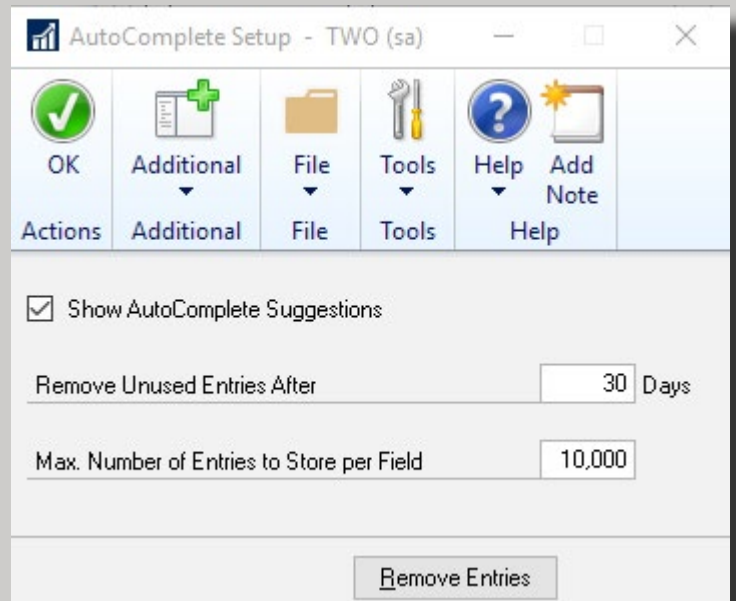 AutoComplete Setup - TWO (sa)
OK Additional File Tools Help Add Note
Actions Additional File Tools Help
Show AutoComplete Suggestions
Remove Unused Entries After 30 Days
Max. Number of Entries to Store per Field 10,000
Remove Entries